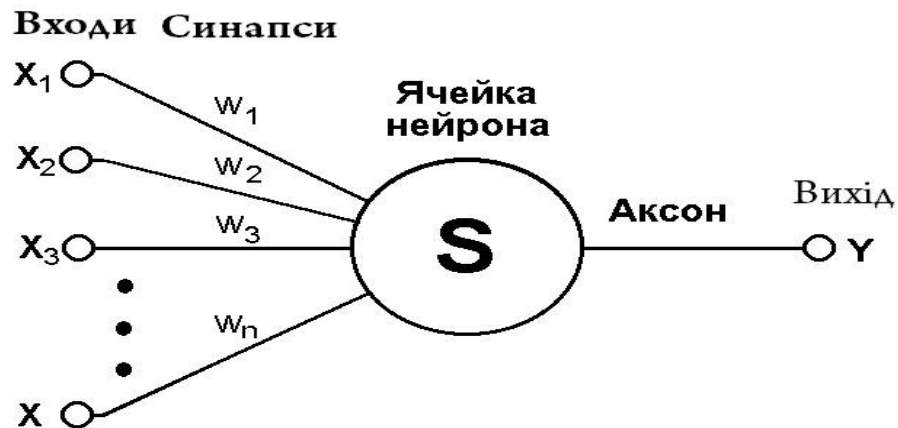 Входи Синапси
X1
w1
Ячейка
нейрона
X2
w2
Вихід
Аксон
X3
w3
S
Y
wn
X